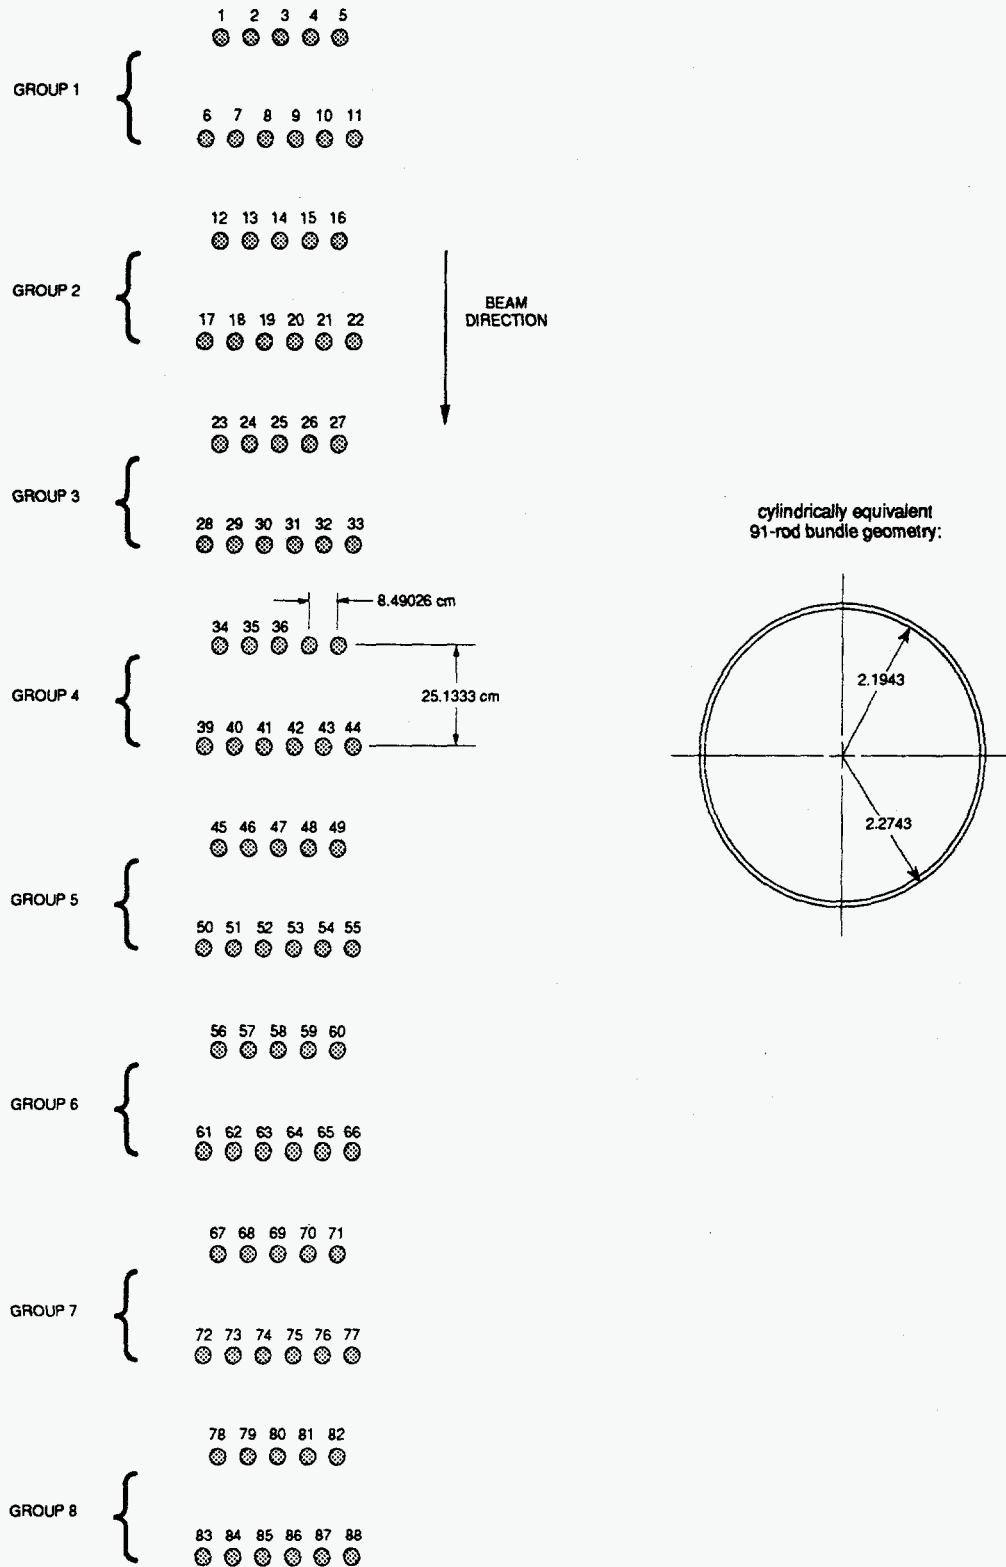 1 2 3 4 5
GROUP 1
6 7 8 9 10 11
12 13 14 15 16
GROUP 2
BEAM
DIRECTION
17 18 19 20 21 22
23 24 25 26 27
GROUP 3
cylindrically equivalent
91-rod bundle geometry:
28 29 30 31 32 33
8.49026 cm
34 35 36
2.1943
GROUP 4
25.1333 cm
39 40 41 42 43 44
2.2743
45 46 47 48 49
GROUP 5
50 51 52 53 54 55
56 57 58 59 60
GROUP 6
61 62 63 64 65 66
67 68 69 70 71
GROUP 7
72 73 74 75 76 77
78 79 80 81 82
GROUP 8
83 84 85 86 87 88